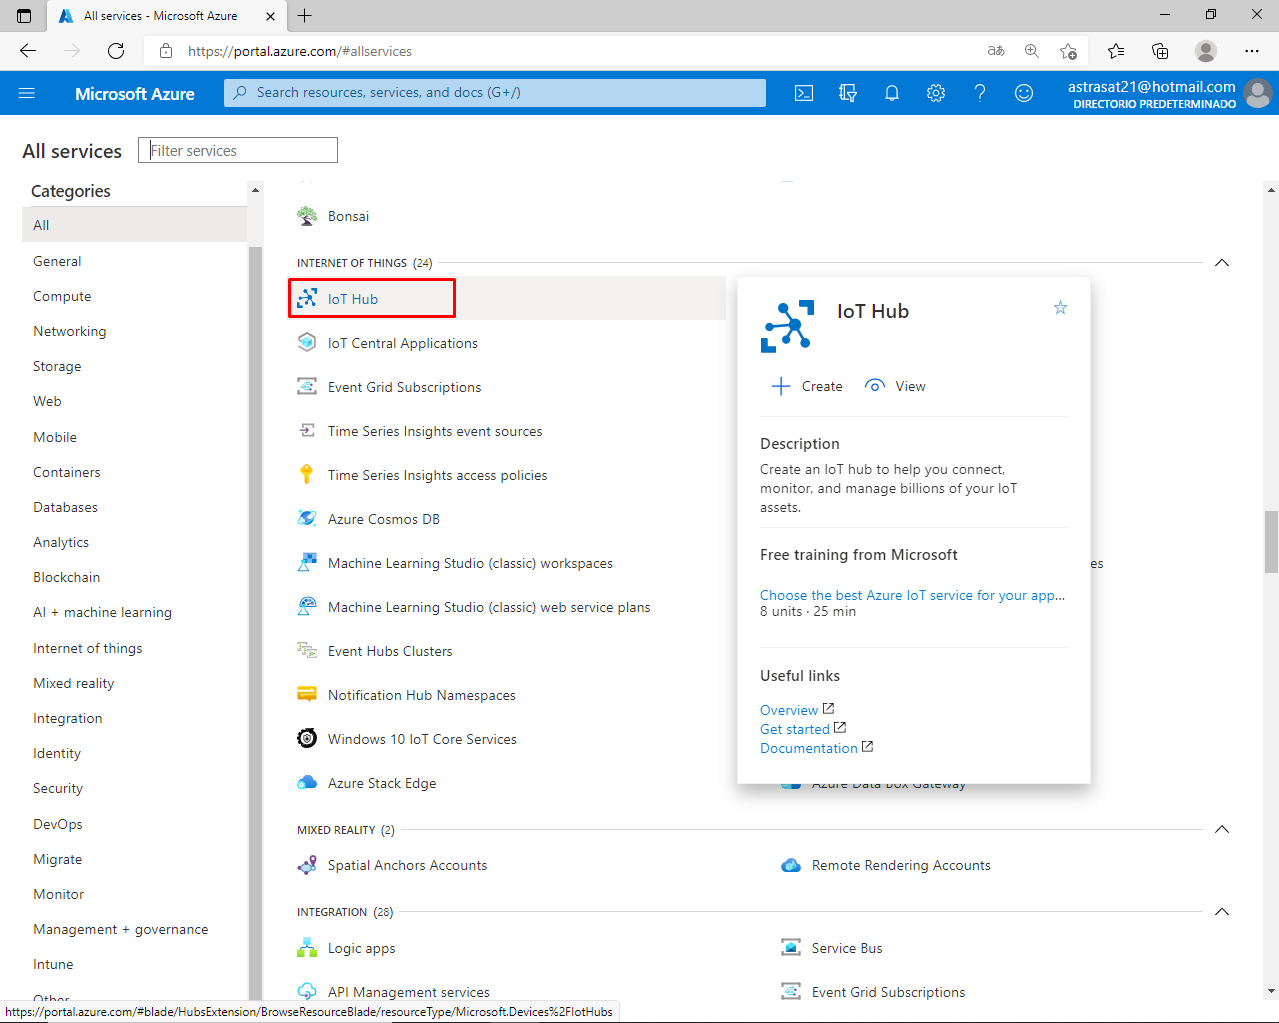 All services - Microsoft Azure
https://portal.azure.com/#allservices
Microsoft Azure
Search resources, services, and docs (G+/)
astrasat21@hotmail.com
DIRECTORIO PREDETERMINADO
All services
Filter services
Categories
All
General
Compute
Networking
Storage
Web
Mobile
Containers
Databases
Analytics
Blockchain
AI + machine learning
Internet of things
Mixed reality
Integration
Identity
Security
DevOps
Migrate
Monitor
Management + governance
Intune
Other
Bonsai
INTERNET OF THINGS (24)
IoT Hub
IoT Central Applications
Event Grid Subscriptions
Time Series Insights event sources
Time Series Insights access policies
Azure Cosmos DB
Machine Learning Studio (classic) workspaces
Machine Learning Studio (classic) web service plans
Event Hubs Clusters
Notification Hub Namespaces
Windows 10 IoT Core Services
Azure Stack Edge
Azure Data Box Gateway
MIXED REALITY (2)
Spatial Anchors Accounts
Remote Rendering Accounts
INTEGRATION (28)
Logic apps
Service Bus
API Management services
Event Grid Subscriptions
IoT Hub
Create
View
Description
Create an IoT hub to help you connect,
monitor, and manage billions of your IoT
assets.
Free training from Microsoft
Choose the best Azure IoT service for your app...
8 units · 25 min
Useful links
Overview
Get started
Documentation
https://portal.azure.com/#blade/HubsExtension/BrowseResourceBlade/resourceType/Microsoft.Devices%2FIotHubs